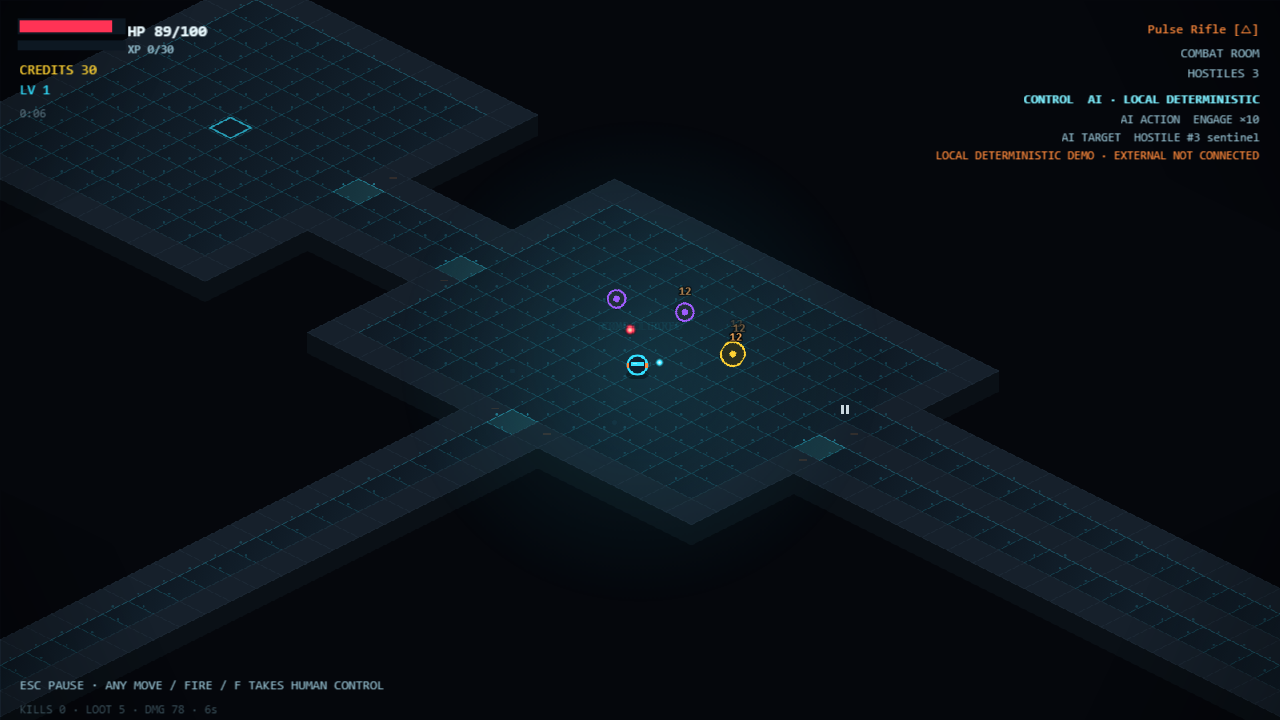 HP 89/100
XP 0/30
CREDITS 30
LV 1
0:06
Pulse Rifle [△]
COMBAT ROOM
HOSTILES 3
CONTROL  AI · LOCAL DETERMINISTIC
AI ACTION  ENGAGE ×10
AI TARGET  HOSTILE #3 sentinel
LOCAL DETERMINISTIC DEMO · EXTERNAL NOT CONNECTED
12
12
12
ESC PAUSE · ANY MOVE / FIRE / F TAKES HUMAN CONTROL
KILLS 0 · LOOT 5 · DMG 78 · 6s